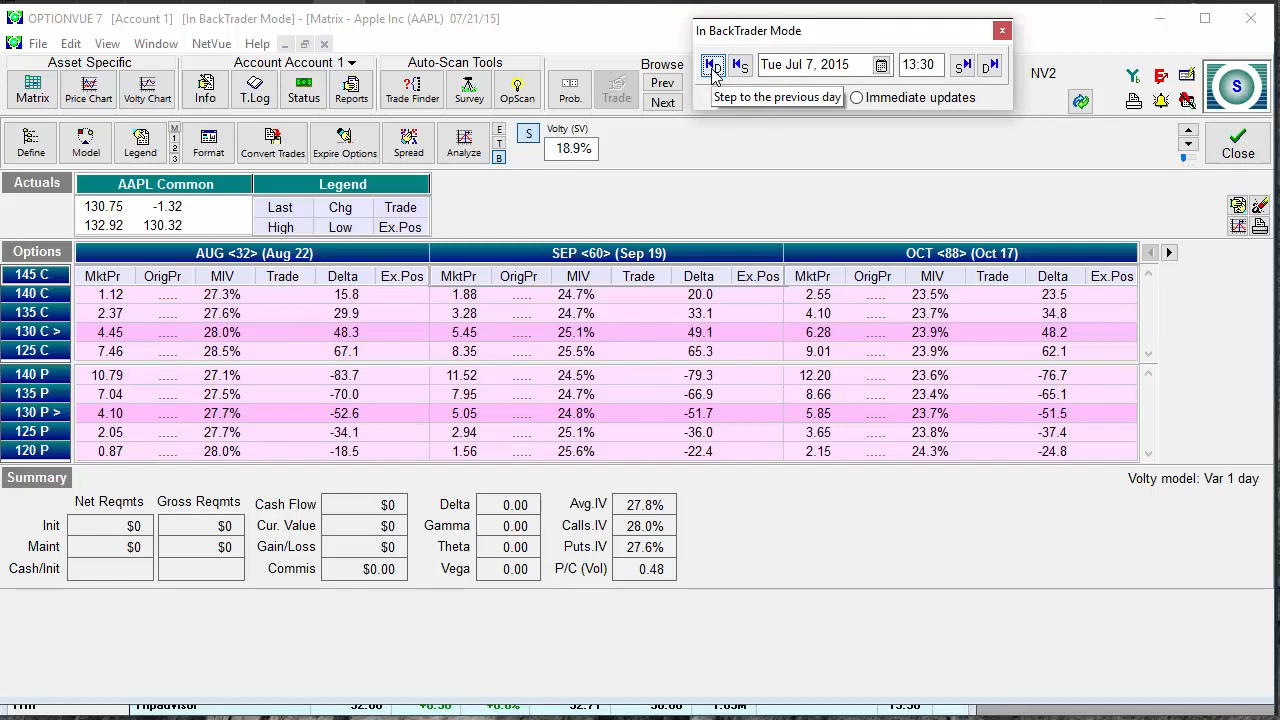 OPTIONVUE 7 [Account 1] [In BackTrader Mode] - [Matrix - Apple Inc (AAPL) 07/21/15]
File Edit View Window NetVue Help
In BackTrader Mode
D S Tue Jul 7, 2015 13:30 S D
Step to the previous day Immediate updates
Asset Specific Account Account 1 Auto-Scan Tools Browse
Matrix Price Chart Volty Chart Info T.Log Status Reports Trade Finder Survey OpScan Prob. Trade Prev Next
NV2
S
Define Model Legend M 1 2 3 Format Convert Trades Expire Options Spread Analyze E T B S Volty (SV) 18.9% Close
Actuals AAPL Common Legend
130.75 -1.32 Last Chg Trade
132.92 130.32 High Low Ex.Pos
Options AUG <32> (Aug 22) SEP <60> (Sep 19) OCT <88> (Oct 17)
145 C MktPr OrigPr MIV Trade Delta Ex.Pos MktPr OrigPr MIV Trade Delta Ex.Pos MktPr OrigPr MIV Trade Delta Ex.Pos
140 C 1.12 ..... 27.3% 15.8 1.88 ..... 24.7% 20.0 2.55 ..... 23.5% 23.5
135 C 2.37 ..... 27.6% 29.9 3.28 ..... 24.7% 33.1 4.10 ..... 23.7% 34.8
130 C > 4.45 ..... 28.0% 48.3 5.45 ..... 25.1% 49.1 6.28 ..... 23.9% 48.2
125 C 7.46 ..... 28.5% 67.1 8.35 ..... 25.5% 65.3 9.01 ..... 23.9% 62.1
140 P 10.79 ..... 27.1% -83.7 11.52 ..... 24.5% -79.3 12.20 ..... 23.6% -76.7
135 P 7.04 ..... 27.5% -70.0 7.95 ..... 24.7% -66.9 8.66 ..... 23.4% -65.1
130 P > 4.10 ..... 27.7% -52.6 5.05 ..... 24.8% -51.7 5.85 ..... 23.7% -51.5
125 P 2.05 ..... 27.7% -34.1 2.94 ..... 25.1% -36.0 3.65 ..... 23.8% -37.4
120 P 0.87 ..... 28.0% -18.5 1.56 ..... 25.6% -22.4 2.15 ..... 24.3% -24.8
Summary Volty model: Var 1 day
Net Reqmts Gross Reqmts Cash Flow $0 Delta 0.00 Avg.IV 27.8%
Init $0 $0 Cur. Value $0 Gamma 0.00 Calls.IV 28.0%
Maint $0 $0 Gain/Loss $0 Theta 0.00 Puts.IV 27.6%
Cash/Init Commis $0.00 Vega 0.00 P/C (Vol) 0.48